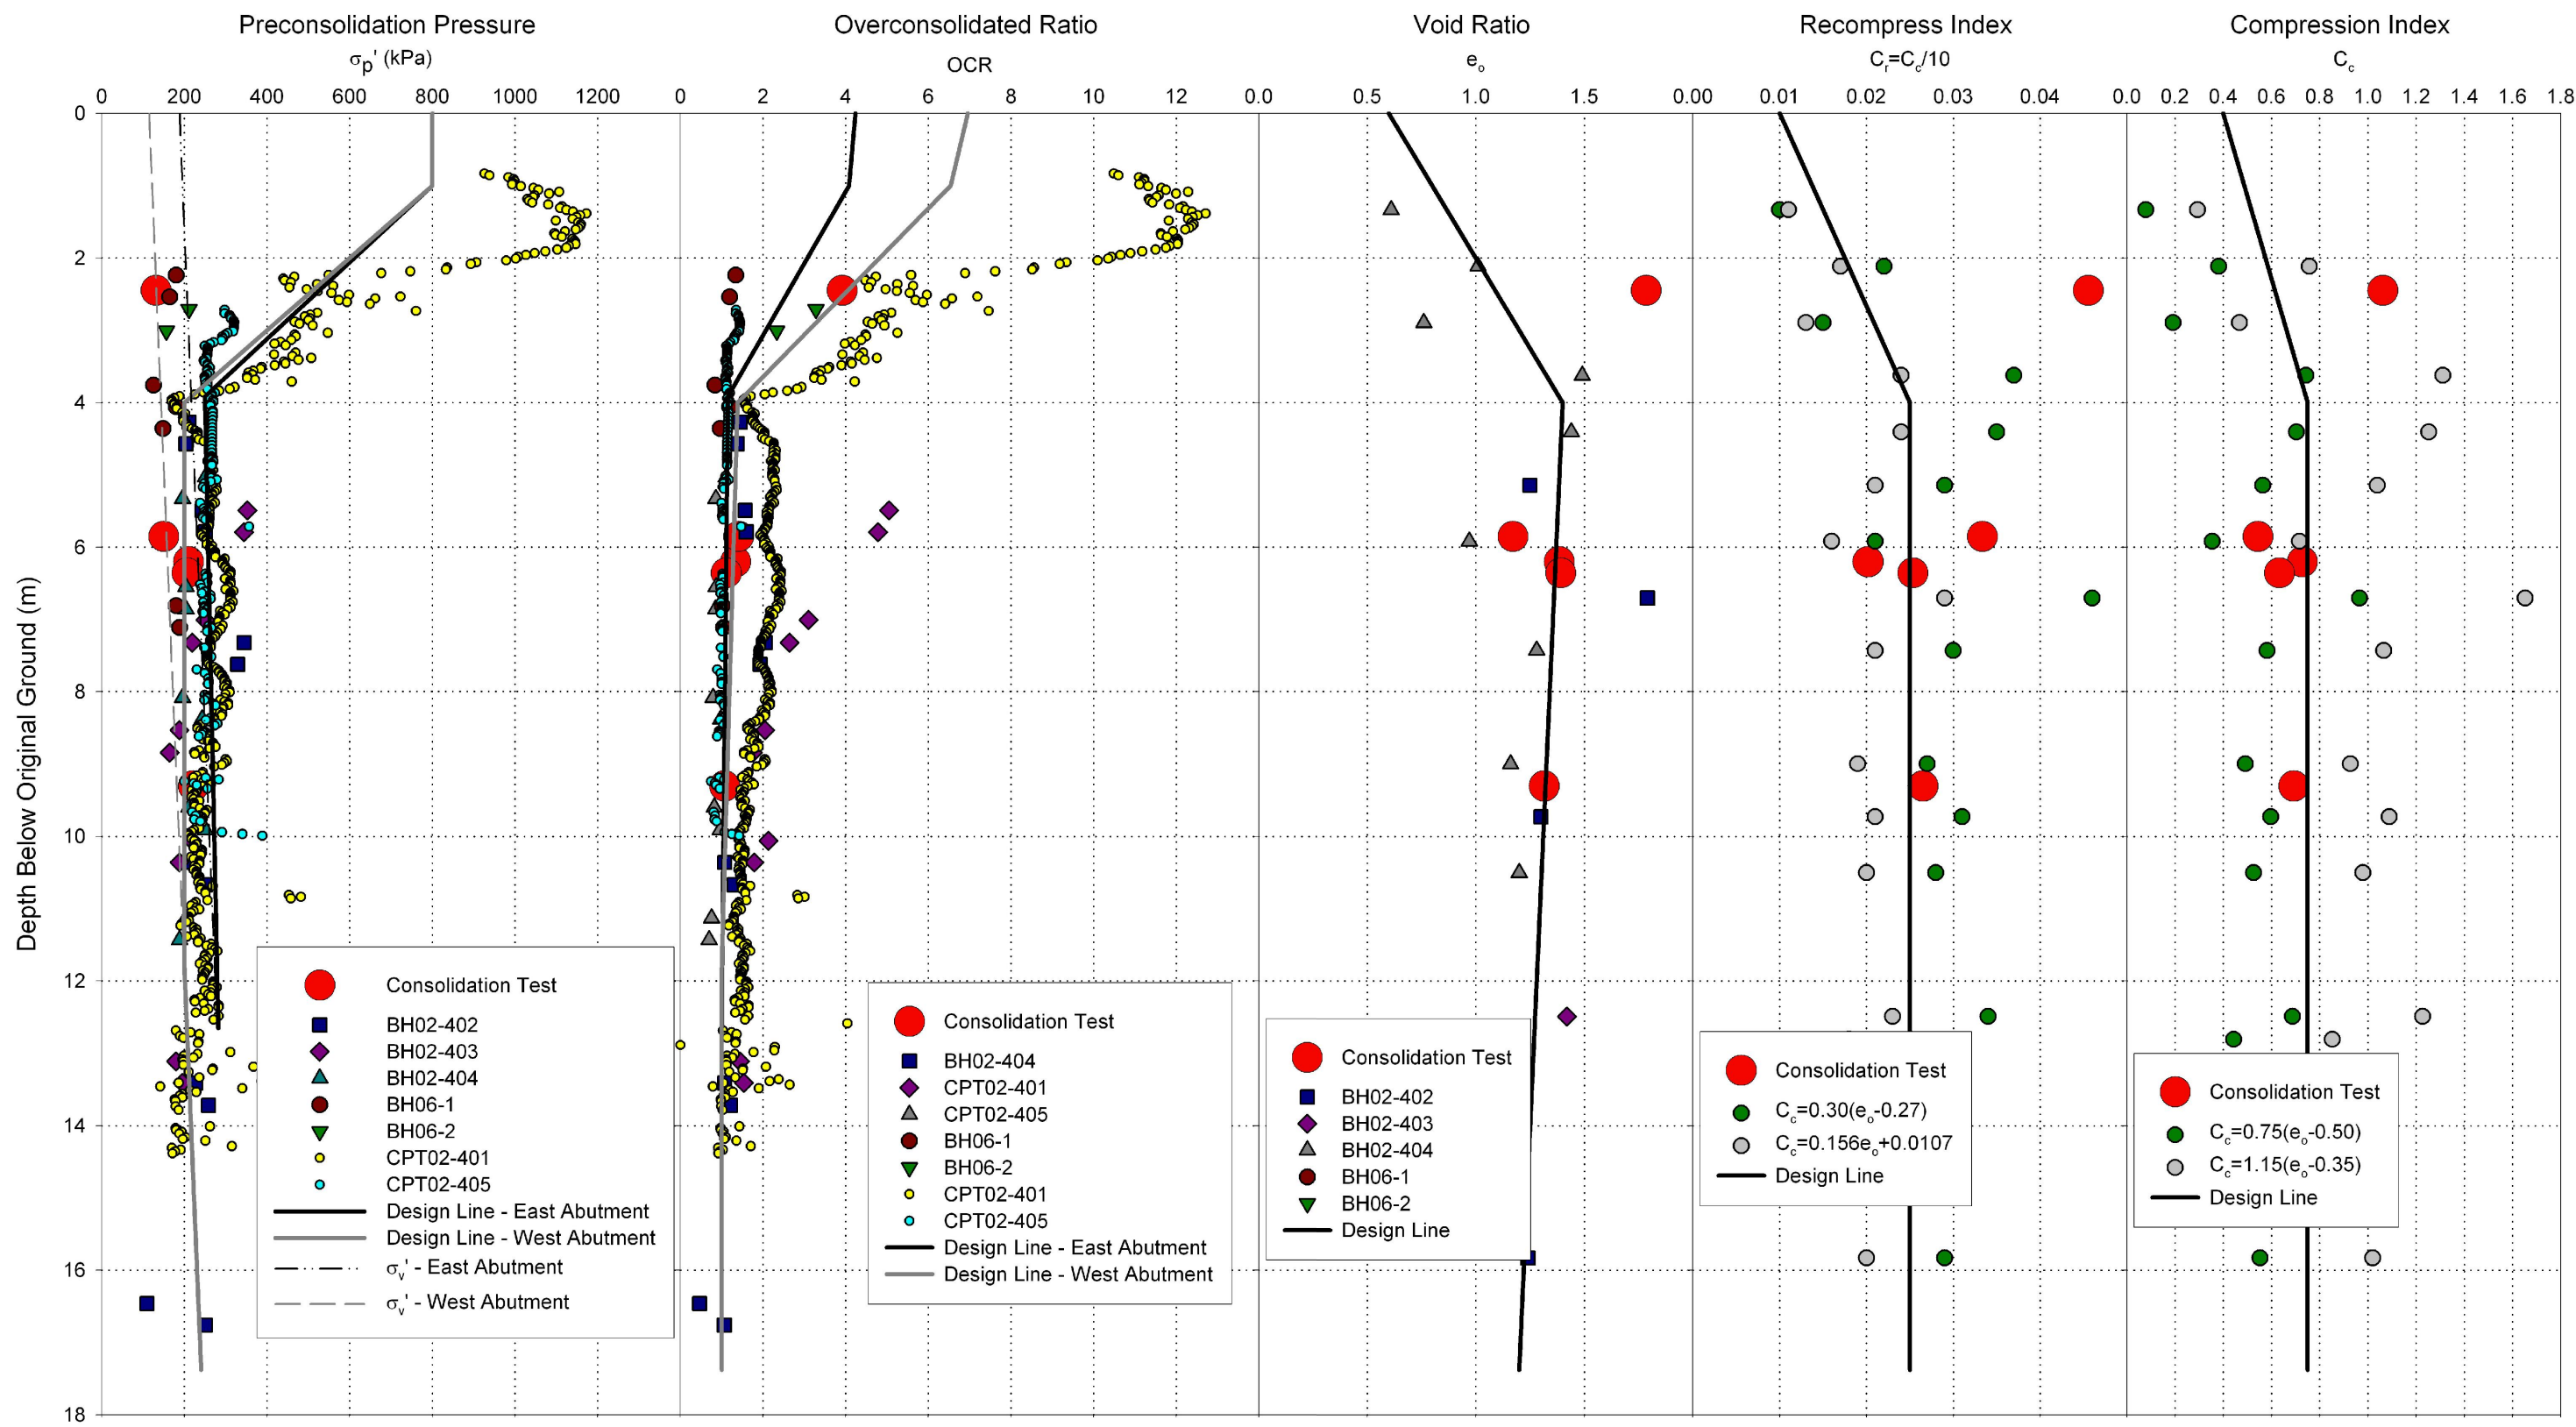 Preconsolidation Pressure
σp' (kPa)
0 200 400 600 800 1000 1200
Overconsolidated Ratio
OCR
0 2 4 6 8 10 12
Void Ratio
eo
0.0 0.5 1.0 1.5
Recompress Index
Cr=Cc/10
0.00 0.01 0.02 0.03 0.04
Compression Index
Cc
0.0 0.2 0.4 0.6 0.8 1.0 1.2 1.4 1.6 1.8
Depth Below Original Ground (m)
0
2
4
6
8
10
12
14
16
18
Consolidation Test
BH02-402
BH02-403
BH02-404
BH06-1
BH06-2
CPT02-401
CPT02-405
Design Line - East Abutment
Design Line - West Abutment
σv' - East Abutment
σv' - West Abutment
Consolidation Test
BH02-404
CPT02-401
CPT02-405
BH06-1
BH06-2
CPT02-401
CPT02-405
Design Line - East Abutment
Design Line - West Abutment
Consolidation Test
BH02-402
BH02-403
BH02-404
BH06-1
BH06-2
Design Line
Consolidation Test
Cc=0.30(eo-0.27)
Cc=0.156eo+0.0107
Design Line
Consolidation Test
Cc=0.75(eo-0.50)
Cc=1.15(eo-0.35)
Design Line